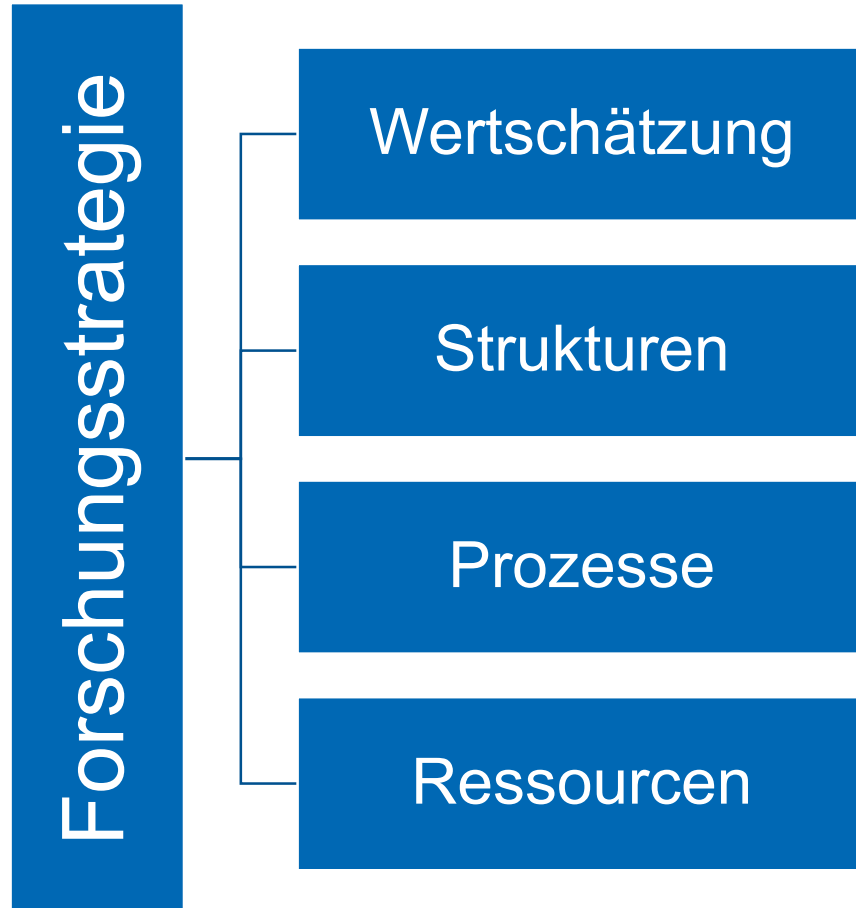 Forschungsstrategie
Wertschätzung
Strukturen
Prozesse
Ressourcen